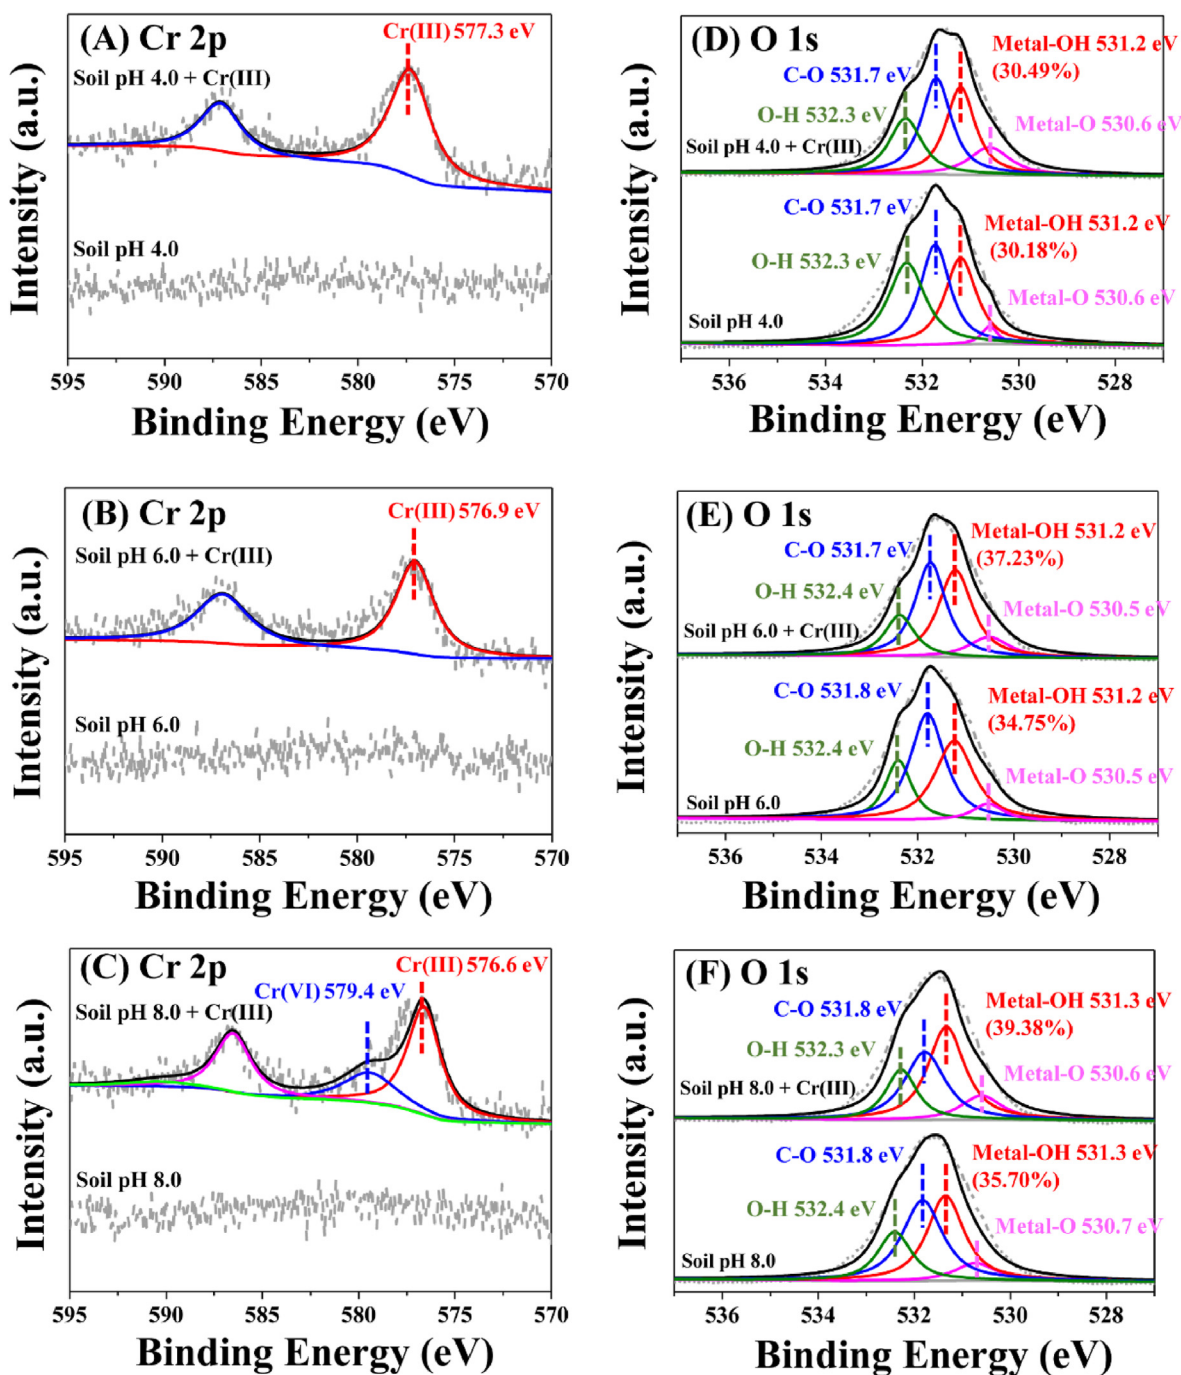 (A) Cr 2p
Cr(III) 577.3 eV
Soil pH 4.0 + Cr(III)
Soil pH 4.0
Intensity (a.u.)
595 590 585 580 575 570
Binding Energy (eV)
(D) O 1s
Metal-OH 531.2 eV
(30.49%)
C-O 531.7 eV
O-H 532.3 eV
Metal-O 530.6 eV
Soil pH 4.0 + Cr(III)
C-O 531.7 eV
Metal-OH 531.2 eV
(30.18%)
O-H 532.3 eV
Metal-O 530.6 eV
Soil pH 4.0
Intensity (a.u.)
536 534 532 530 528
Binding Energy (eV)
(B) Cr 2p
Cr(III) 576.9 eV
Soil pH 6.0 + Cr(III)
Soil pH 6.0
Intensity (a.u.)
595 590 585 580 575 570
Binding Energy (eV)
(E) O 1s
Metal-OH 531.2 eV
(37.23%)
C-O 531.7 eV
O-H 532.4 eV
Metal-O 530.5 eV
Soil pH 6.0 + Cr(III)
C-O 531.8 eV
Metal-OH 531.2 eV
(34.75%)
O-H 532.4 eV
Metal-O 530.5 eV
Soil pH 6.0
Intensity (a.u.)
536 534 532 530 528
Binding Energy (eV)
(C) Cr 2p
Cr(III) 576.6 eV
Cr(VI) 579.4 eV
Soil pH 8.0 + Cr(III)
Soil pH 8.0
Intensity (a.u.)
595 590 585 580 575 570
Binding Energy (eV)
(F) O 1s
Metal-OH 531.3 eV
(39.38%)
C-O 531.8 eV
O-H 532.3 eV
Metal-O 530.6 eV
Soil pH 8.0 + Cr(III)
C-O 531.8 eV
Metal-OH 531.3 eV
(35.70%)
O-H 532.4 eV
Metal-O 530.7 eV
Soil pH 8.0
Intensity (a.u.)
536 534 532 530 528
Binding Energy (eV)